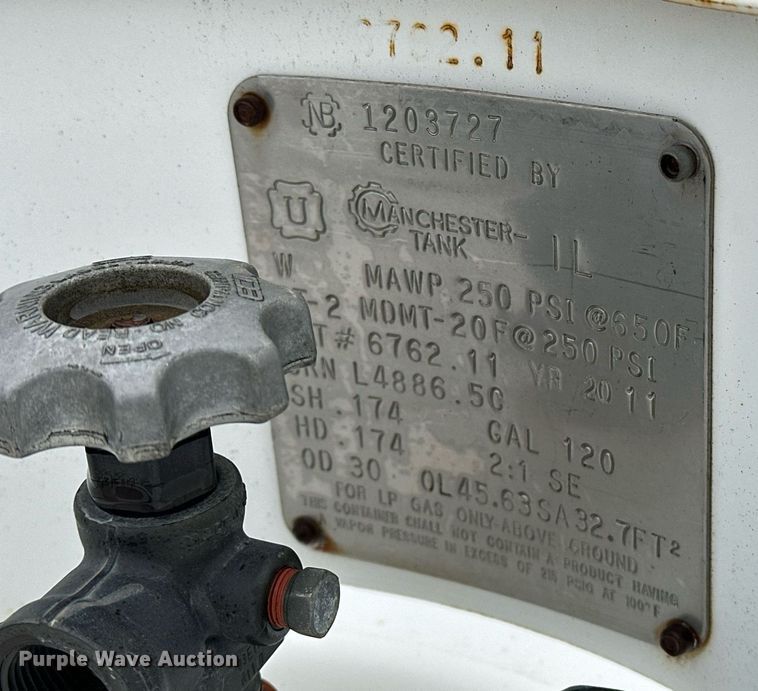 6762.11
NB 1203727
CERTIFIED BY
U MANCHESTER-
TANK IL
W MAWP 250 PSI @650F
T-2 MDMT-20F@250 PSI
T# 6762.11 YR 2011
RN L4886.5C
SH .174
HD .174 GAL 120
OD 30 2:1 SE
OL45.63SA32.7FT²
FOR LP GAS ONLY-ABOVE GROUND
THIS CONTAINER SHALL NOT CONTAIN A PRODUCT HAVING
A VAPOR PRESSURE IN EXCESS OF 215 PSIG AT 100°F
OPEN
Purple Wave Auction